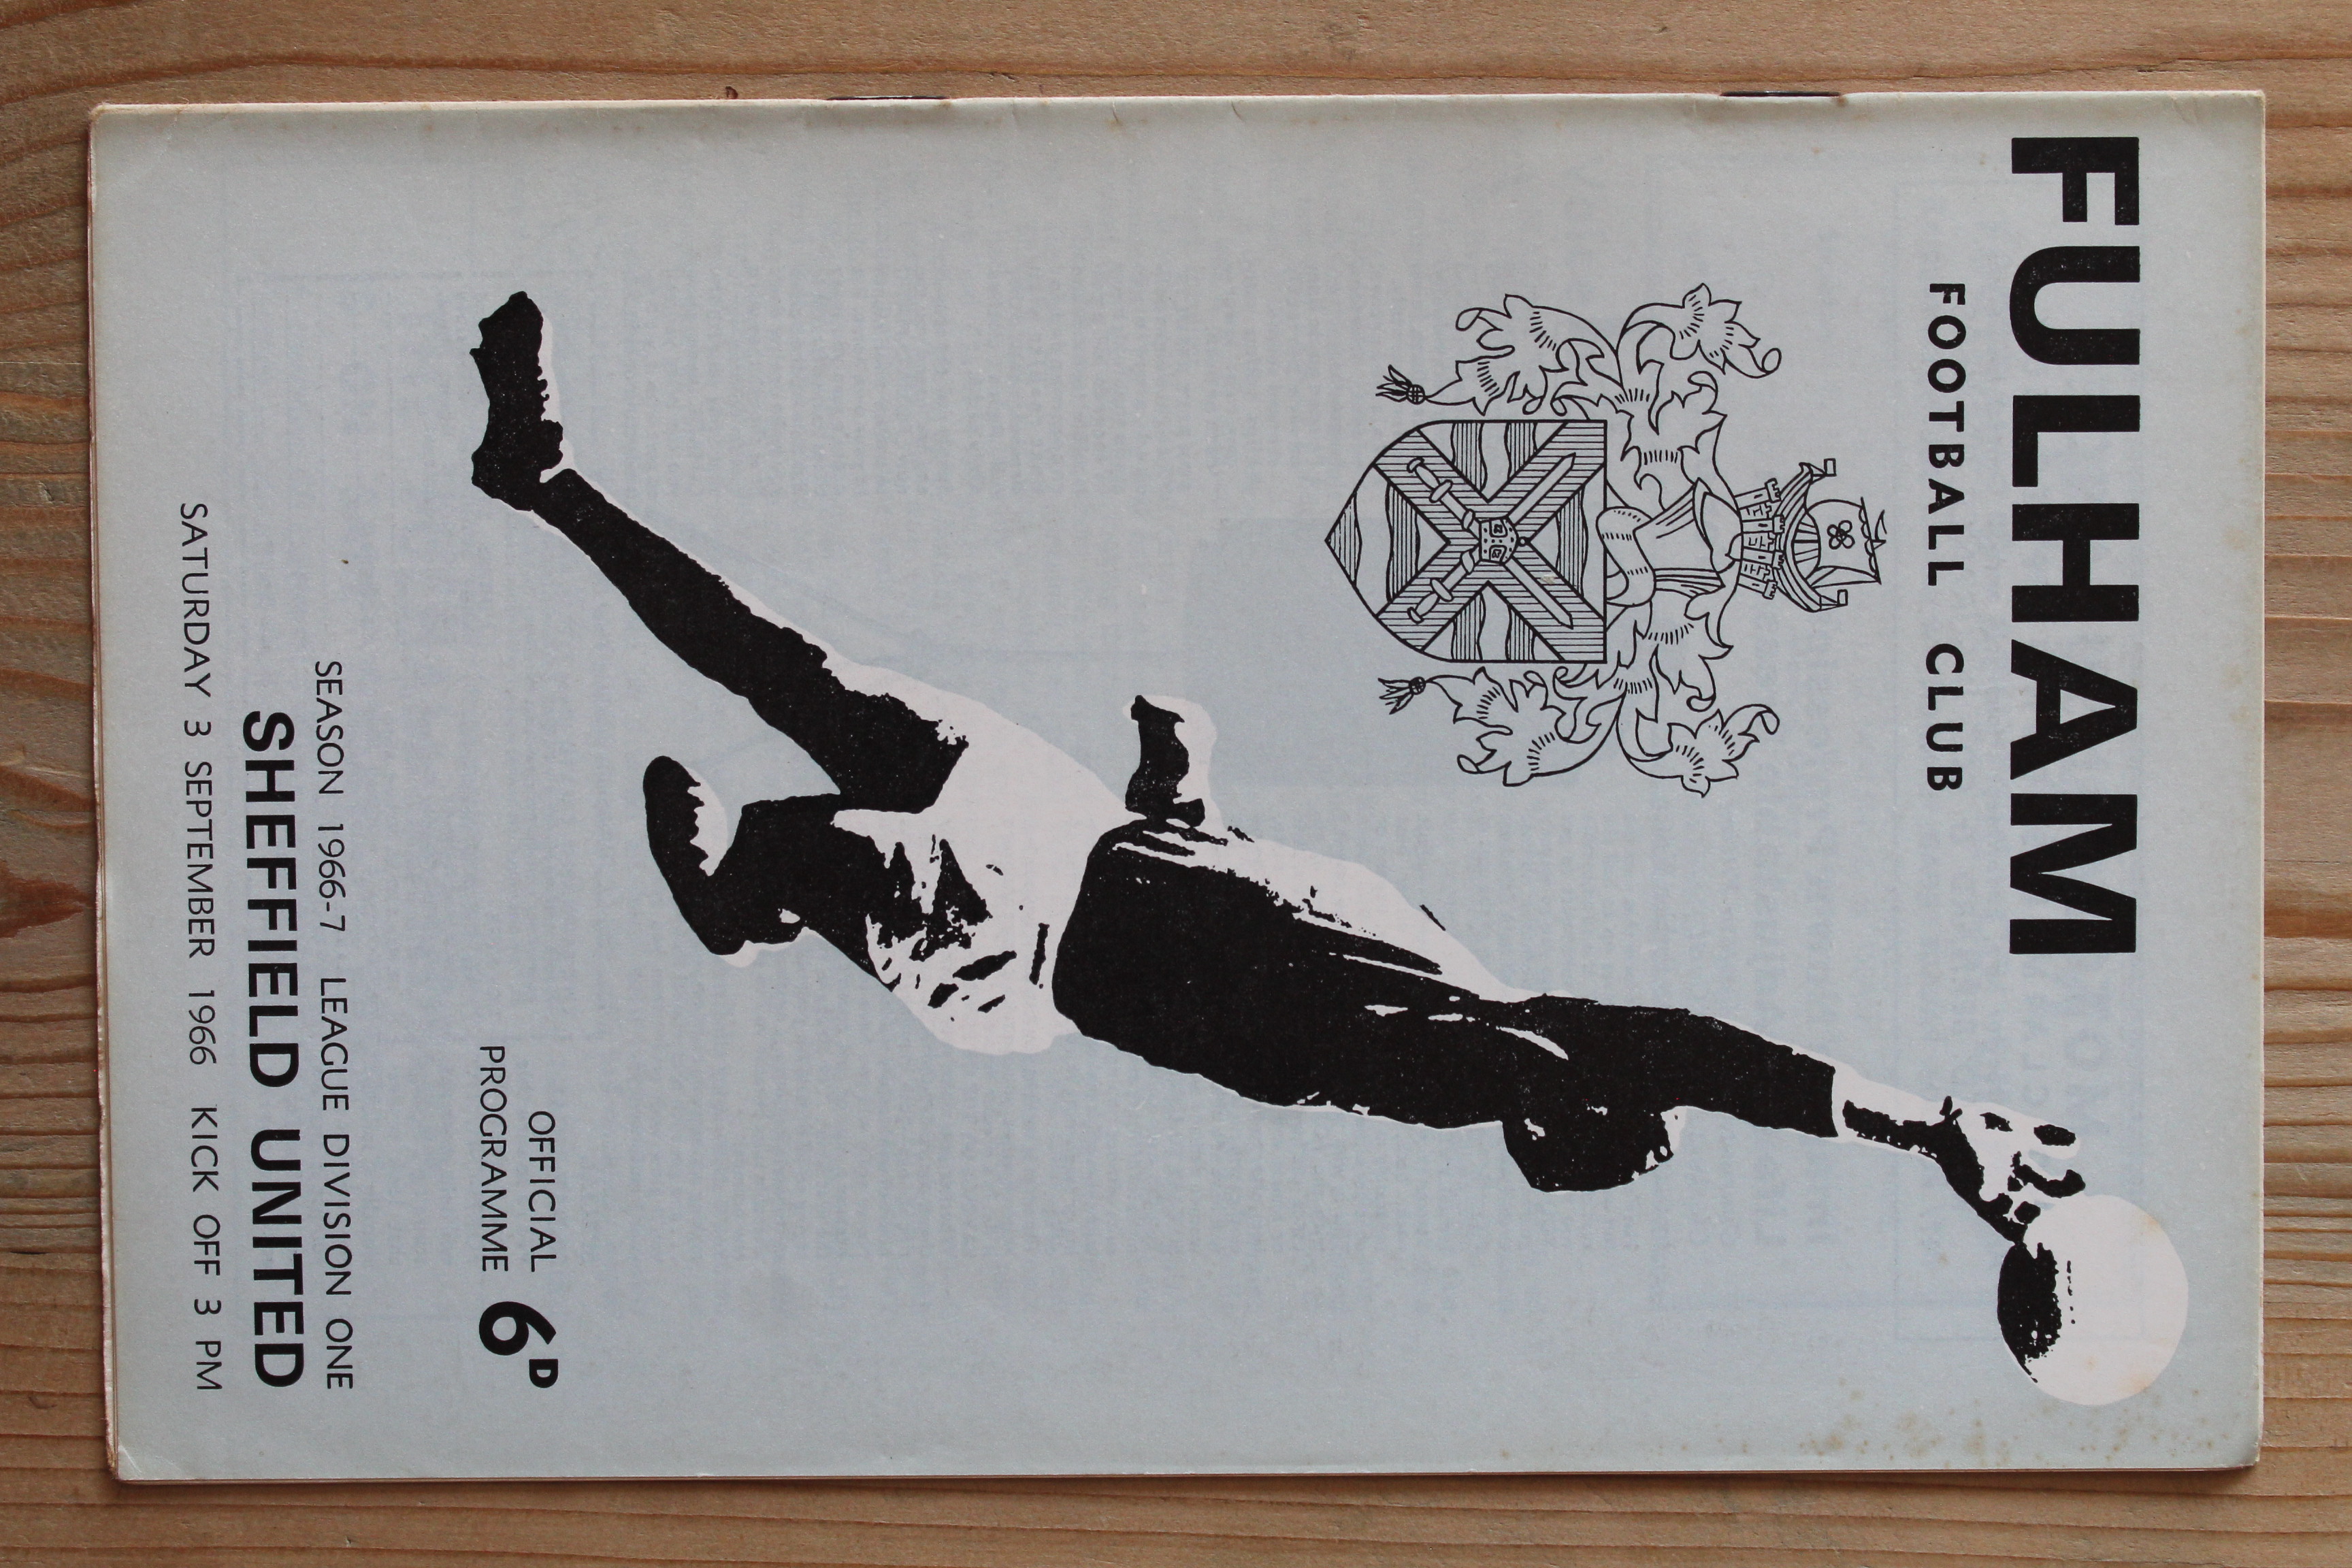 FULHAM
FOOTBALL CLUB
OFFICIAL
PROGRAMME 6D
SEASON 1966-7 LEAGUE DIVISION ONE
SHEFFIELD UNITED
SATURDAY 3 SEPTEMBER 1966 KICK OFF 3 PM